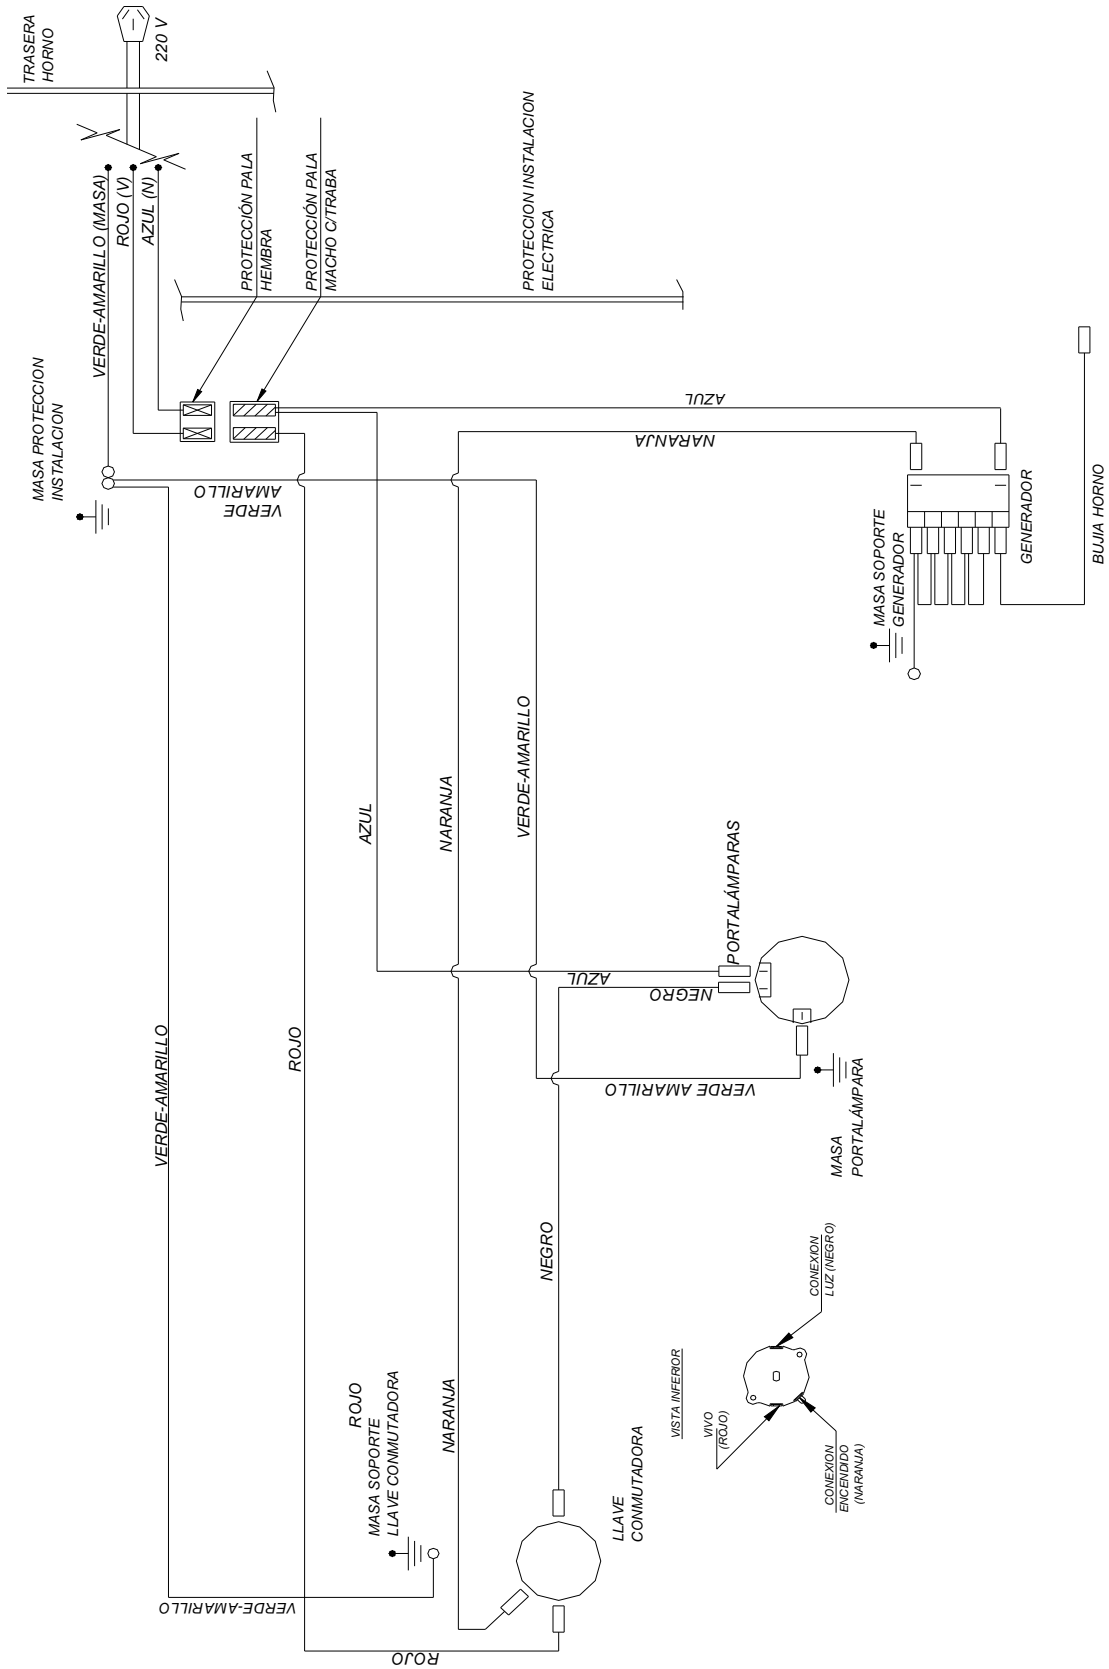 TRASERA
HORNO
220 V
VERDE-AMARILLO (MASA)
ROJO (V)
AZUL (N)
PROTECCIÓN PALA
HEMBRA
PROTECCIÓN PALA
MACHO C/TRABA
PROTECCION INSTALACION
ELECTRICA
MASA PROTECCION
INSTALACION
VERDE
AMARILLO
AZUL
NARANJA
MASA SOPORTE
GENERADOR
GENERADOR
BUJIA HORNO
AZUL
NARANJA
VERDE-AMARILLO
PORTALÁMPARAS
AZUL
NEGRO
VERDE AMARILLO
MASA
PORTALÁMPARA
VERDE-AMARILLO
ROJO
NEGRO
ROJO
MASA SOPORTE
LLAVE CONMUTADORA
NARANJA
LLAVE
CONMUTADORA
VERDE-AMARILLO
ROJO
VISTA INFERIOR
VIVO
(ROJO)
CONEXION
LUZ (NEGRO)
CONEXION
ENCENDIDO
(NARANJA)